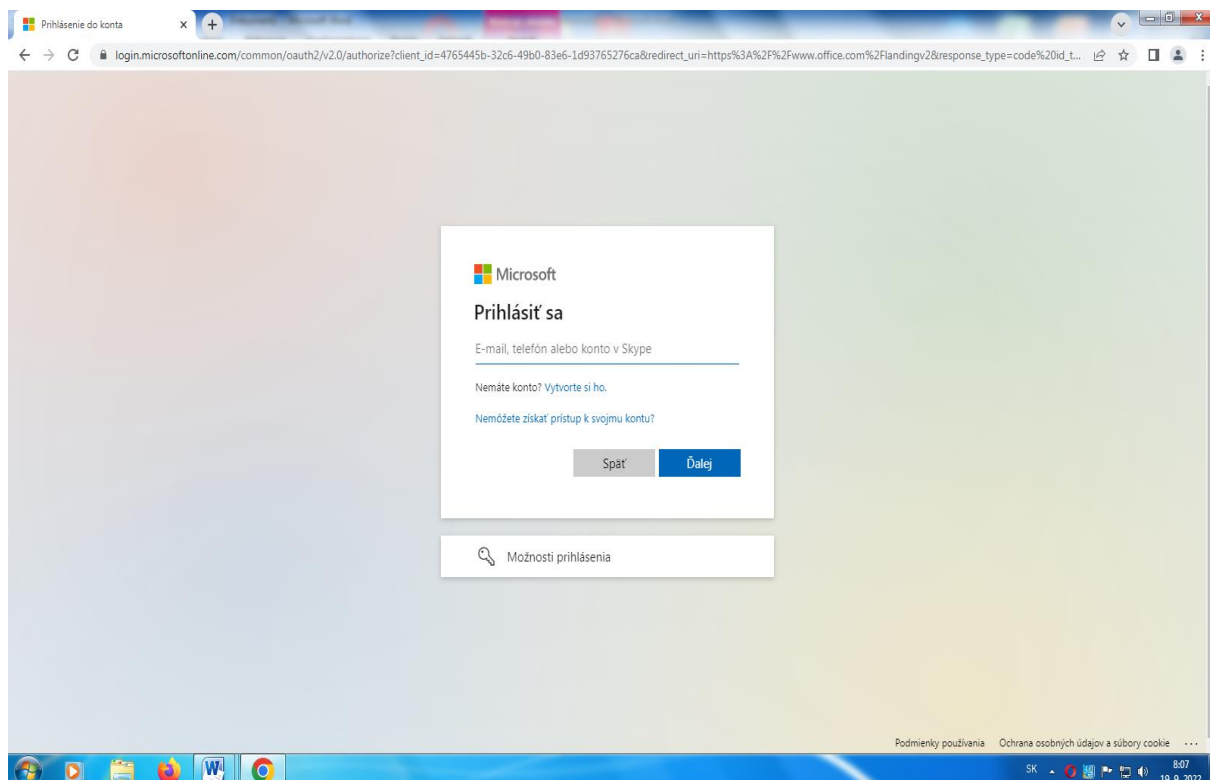 Prihlásenie do konta
login.microsoftonline.com/common/oauth2/v2.0/authorize?client_id=4765445b-32c6-49b0-83e6-1d93765276ca&redirect_uri=https%3A%2F%2Fwww.office.com%2Flandingv2&response_type=code%20id_t...
Microsoft
Prihlásiť sa
E-mail, telefón alebo konto v Skype
Nemáte konto? Vytvorte si ho.
Nemôžete získať prístup k svojmu kontu?
Späť
Ďalej
Možnosti prihlásenia
Podmienky používania Ochrana osobných údajov a súbory cookie ...
SK
8:07
19. 9. 2022